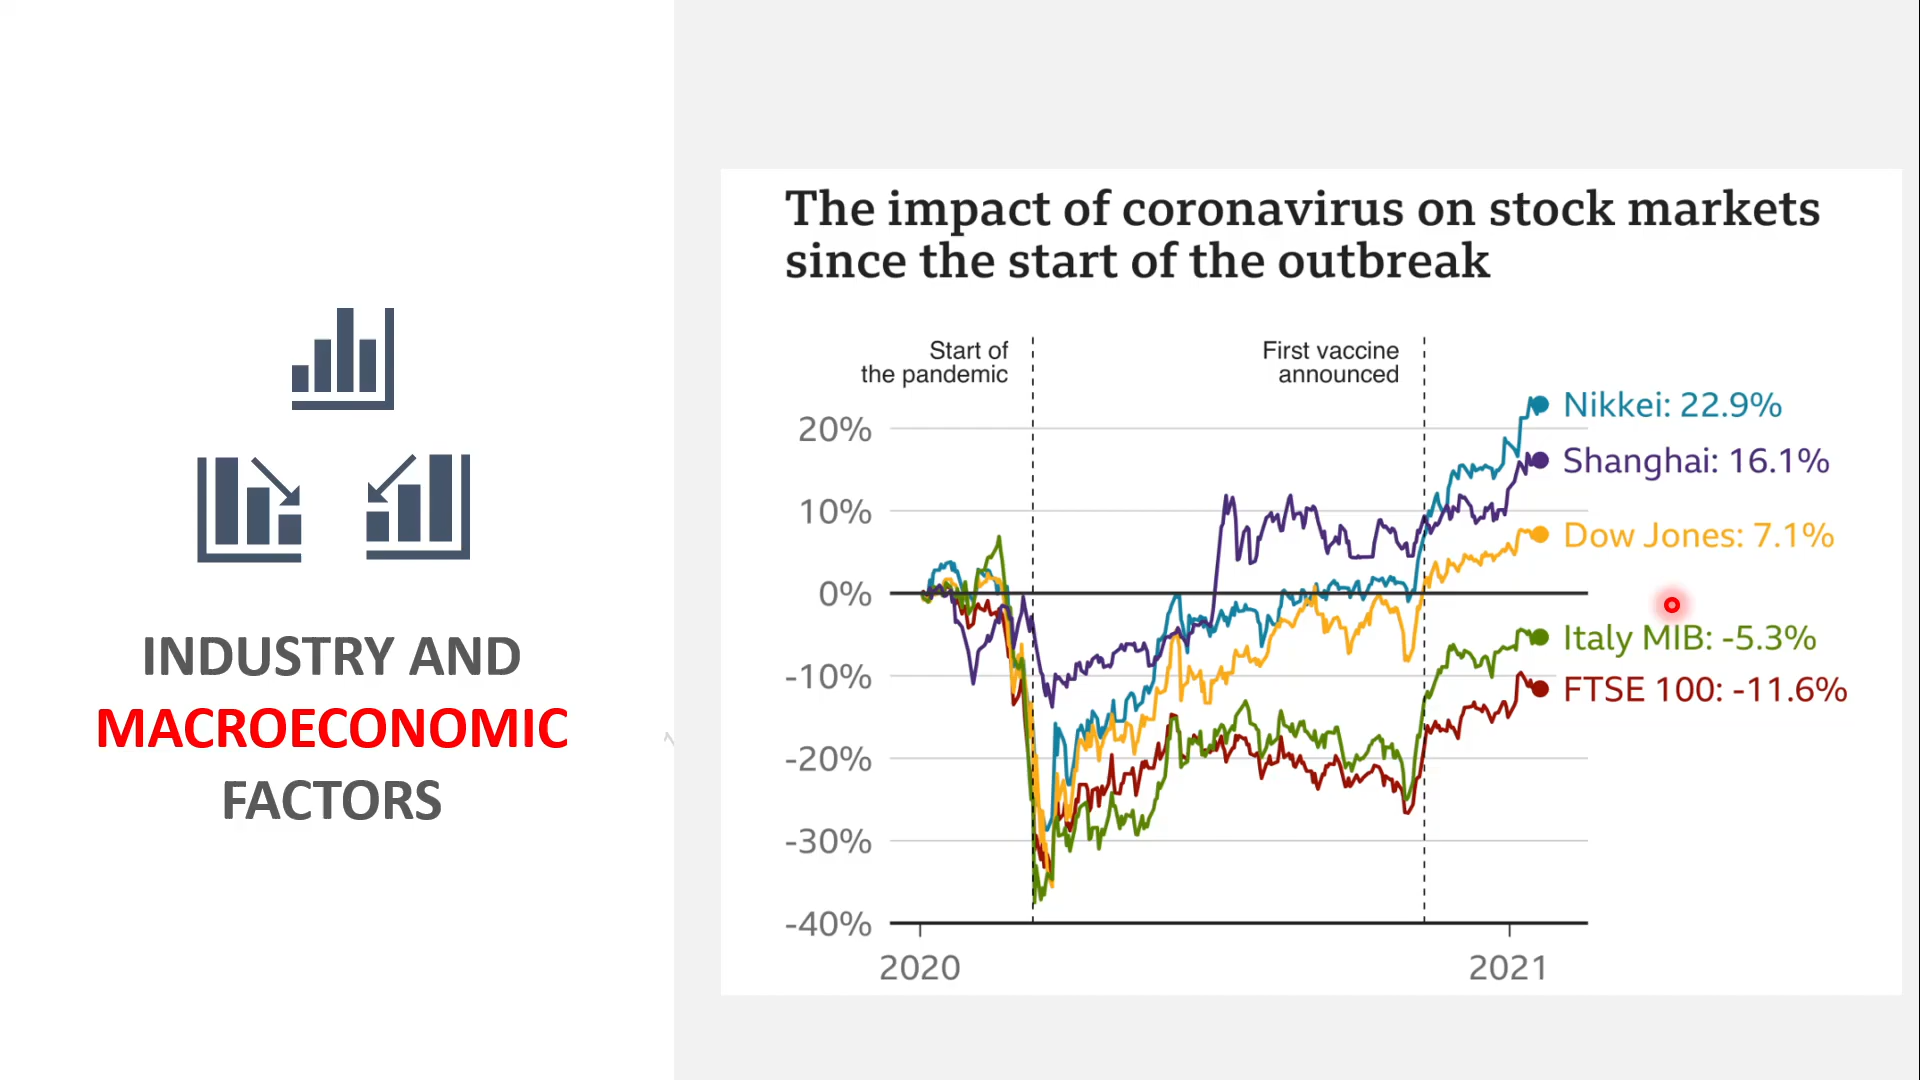 INDUSTRY AND
MACROECONOMIC
FACTORS
The impact of coronavirus on stock markets
since the start of the outbreak
Start of
the pandemic
First vaccine
announced
20%
10%
0%
-10%
-20%
-30%
-40%
2020
2021
Nikkei: 22.9%
Shanghai: 16.1%
Dow Jones: 7.1%
Italy MIB: -5.3%
FTSE 100: -11.6%